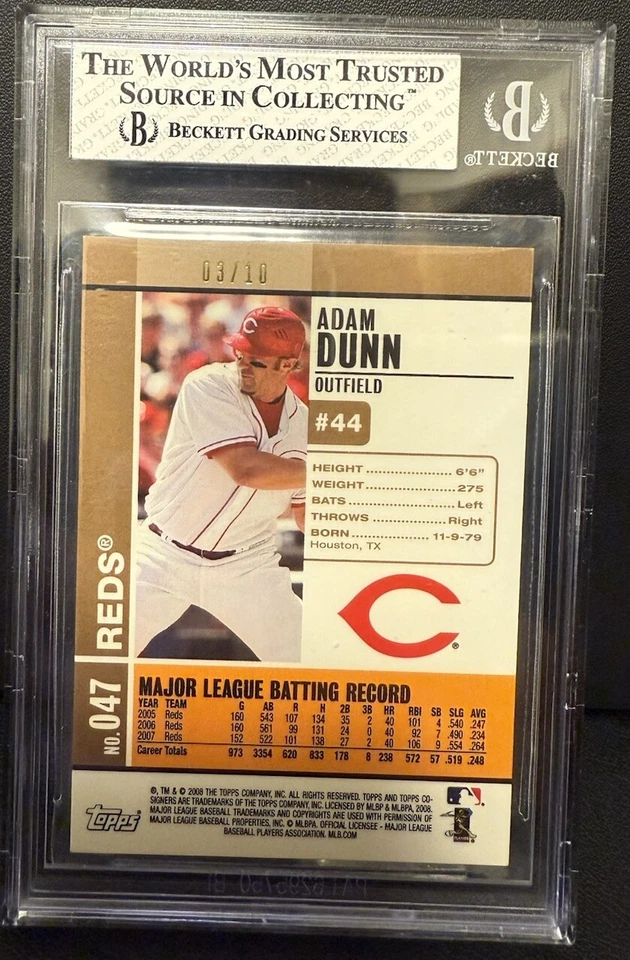 THE WORLD'S MOST TRUSTED
SOURCE IN COLLECTING™
B BECKETT GRADING SERVICES
B
BECKETT®
03/10
ADAM
DUNN
OUTFIELD
#44
HEIGHT 6'6"
WEIGHT 275
BATS Left
THROWS Right
BORN 11-9-79
Houston, TX
NO. 047 REDS®
C
C
®
MAJOR LEAGUE BATTING RECORD
YEAR TEAM G AB R H 2B 3B HR RBI SB SLG AVG
2005 Reds 160 543 107 134 35 2 40 101 4 .540 .247
2006 Reds 160 561 99 131 24 0 40 92 7 .490 .234
2007 Reds 152 522 101 138 27 2 40 106 9 .554 .264
Career Totals 973 3354 620 833 178 8 238 572 57 .519 .248
topps
®, TM & © 2008 THE TOPPS COMPANY, INC. ALL RIGHTS RESERVED. TOPPS AND TOPPS CO-
SIGNERS ARE TRADEMARKS OF THE TOPPS COMPANY, INC. LICENSED BY MLBP & MLBPA, 2008.
MAJOR LEAGUE BASEBALL TRADEMARKS AND COPYRIGHTS ARE USED WITH PERMISSION OF
MAJOR LEAGUE BASEBALL PROPERTIES, INC. © MLBPA. OFFICIAL LICENSEE - MAJOR LEAGUE
BASEBALL PLAYERS ASSOCIATION. MLB.COM